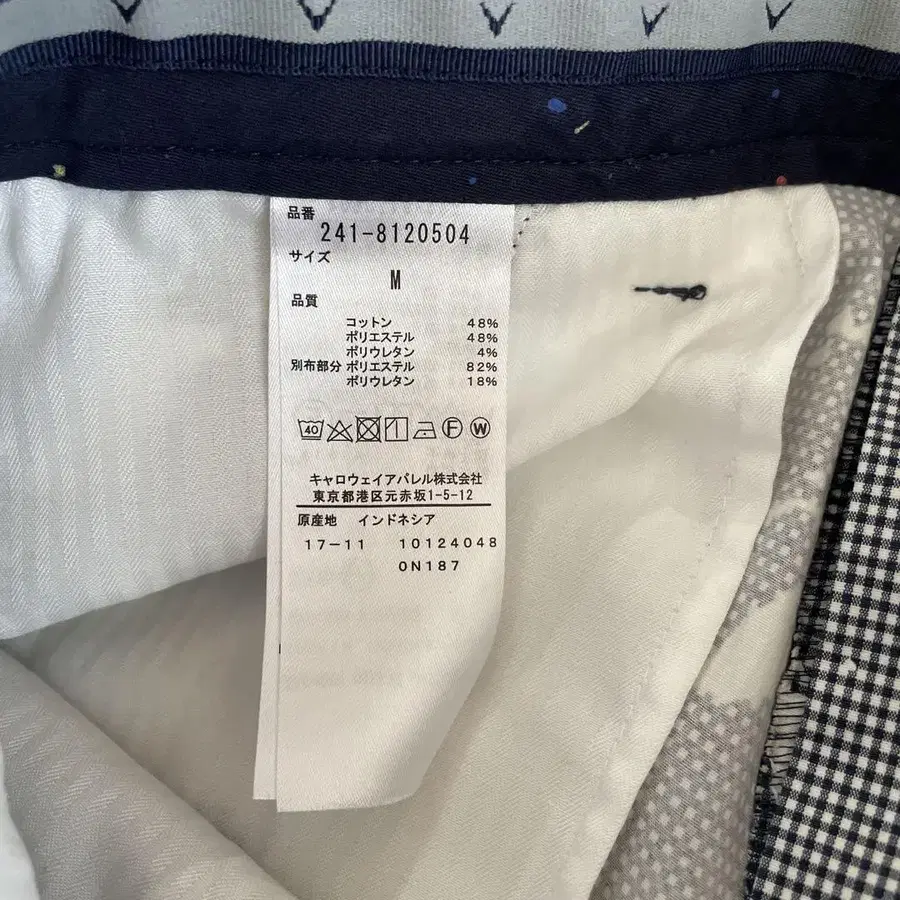 品番
241-8120504
サイズ
M
品質
コットン 48%
ポリエステル 48%
ポリウレタン 4%
別布部分 ポリエステル 82%
ポリウレタン 18%
40 F W
キャロウェイアパレル株式会社
東京都港区元赤坂1-5-12
原産地 インドネシア
17-11 10124048
0N187